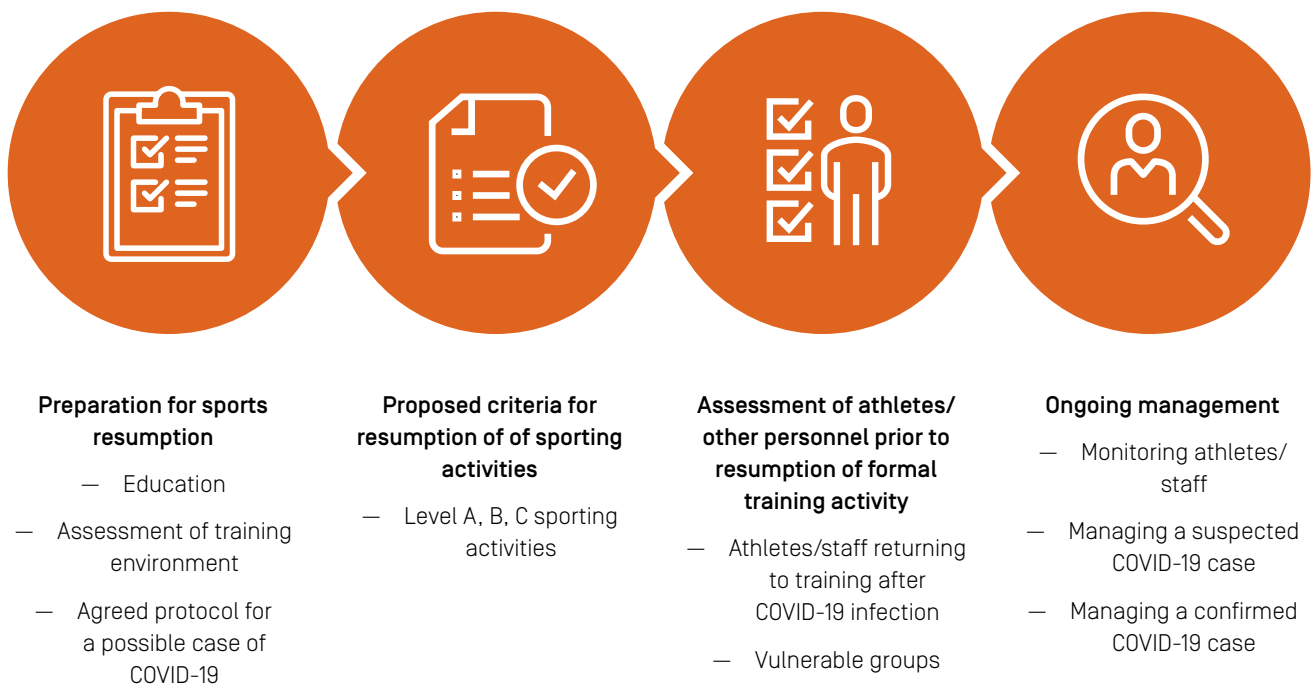 Preparation for sports
resumption
— Education
— Assessment of training
environment
— Agreed protocol for
a possible case of
COVID-19
Proposed criteria for
resumption of of sporting
activities
— Level A, B, C sporting
activities
Assessment of athletes/
other personnel prior to
resumption of formal
training activity
— Athletes/staff returning
to training after
COVID-19 infection
— Vulnerable groups
Ongoing management
— Monitoring athletes/
staff
— Managing a suspected
COVID-19 case
— Managing a confirmed
COVID-19 case